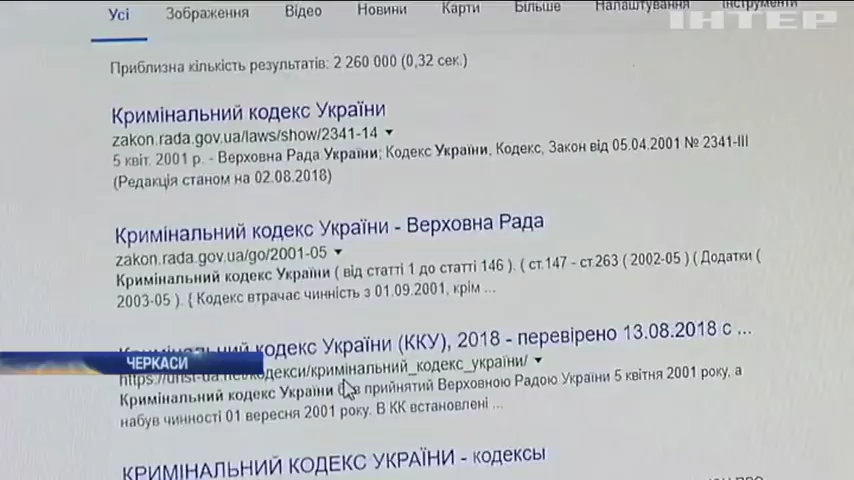 Усі Зображення Відео Новини Карти Більше Налаштування Інструменти
ІНТЕР
Приблизна кількість результатів: 2 260 000 (0,32 сек.)
Кримінальний кодекс України
zakon.rada.gov.ua/laws/show/2341-14
5 квіт. 2001 р. - Верховна Рада України; Кодекс України, Кодекс, Закон від 05.04.2001 № 2341-III
(Редакція станом на 02.08.2018)
Кримінальний кодекс України - Верховна Рада
zakon.rada.gov.ua/go/2001-05
Кримінальний кодекс України ( від статті 1 до статті 146 ). ( ст.147 - ст.263 ( 2002-05 ) ( Додатки (
2003-05 ). { Кодекс втрачає чинність з 01.09.2001, крім ...
Кримінальний кодекс України (ККУ), 2018 - перевірено 13.08.2018 с ...
ЧЕРКАСИ
кодекси/кримінальний_кодекс_україни/
Кримінальний кодекс України прийнятий Верховною Радою України 5 квітня 2001 року, а
набув чинності 01 вересня 2001 року. В КК встановлені ...
КРИМІНАЛЬНИЙ КОДЕКС УКРАЇНИ - кодексы